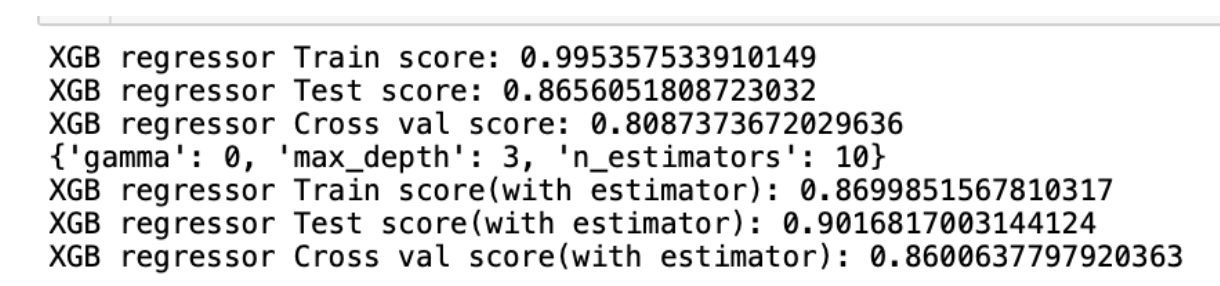 XGB regressor Train score: 0.995357533910149
XGB regressor Test score: 0.8656051808723032
XGB regressor Cross val score: 0.8087373672029636
{'gamma': 0, 'max_depth': 3, 'n_estimators': 10}
XGB regressor Train score(with estimator): 0.8699851567810317
XGB regressor Test score(with estimator): 0.9016817003144124
XGB regressor Cross val score(with estimator): 0.8600637797920363